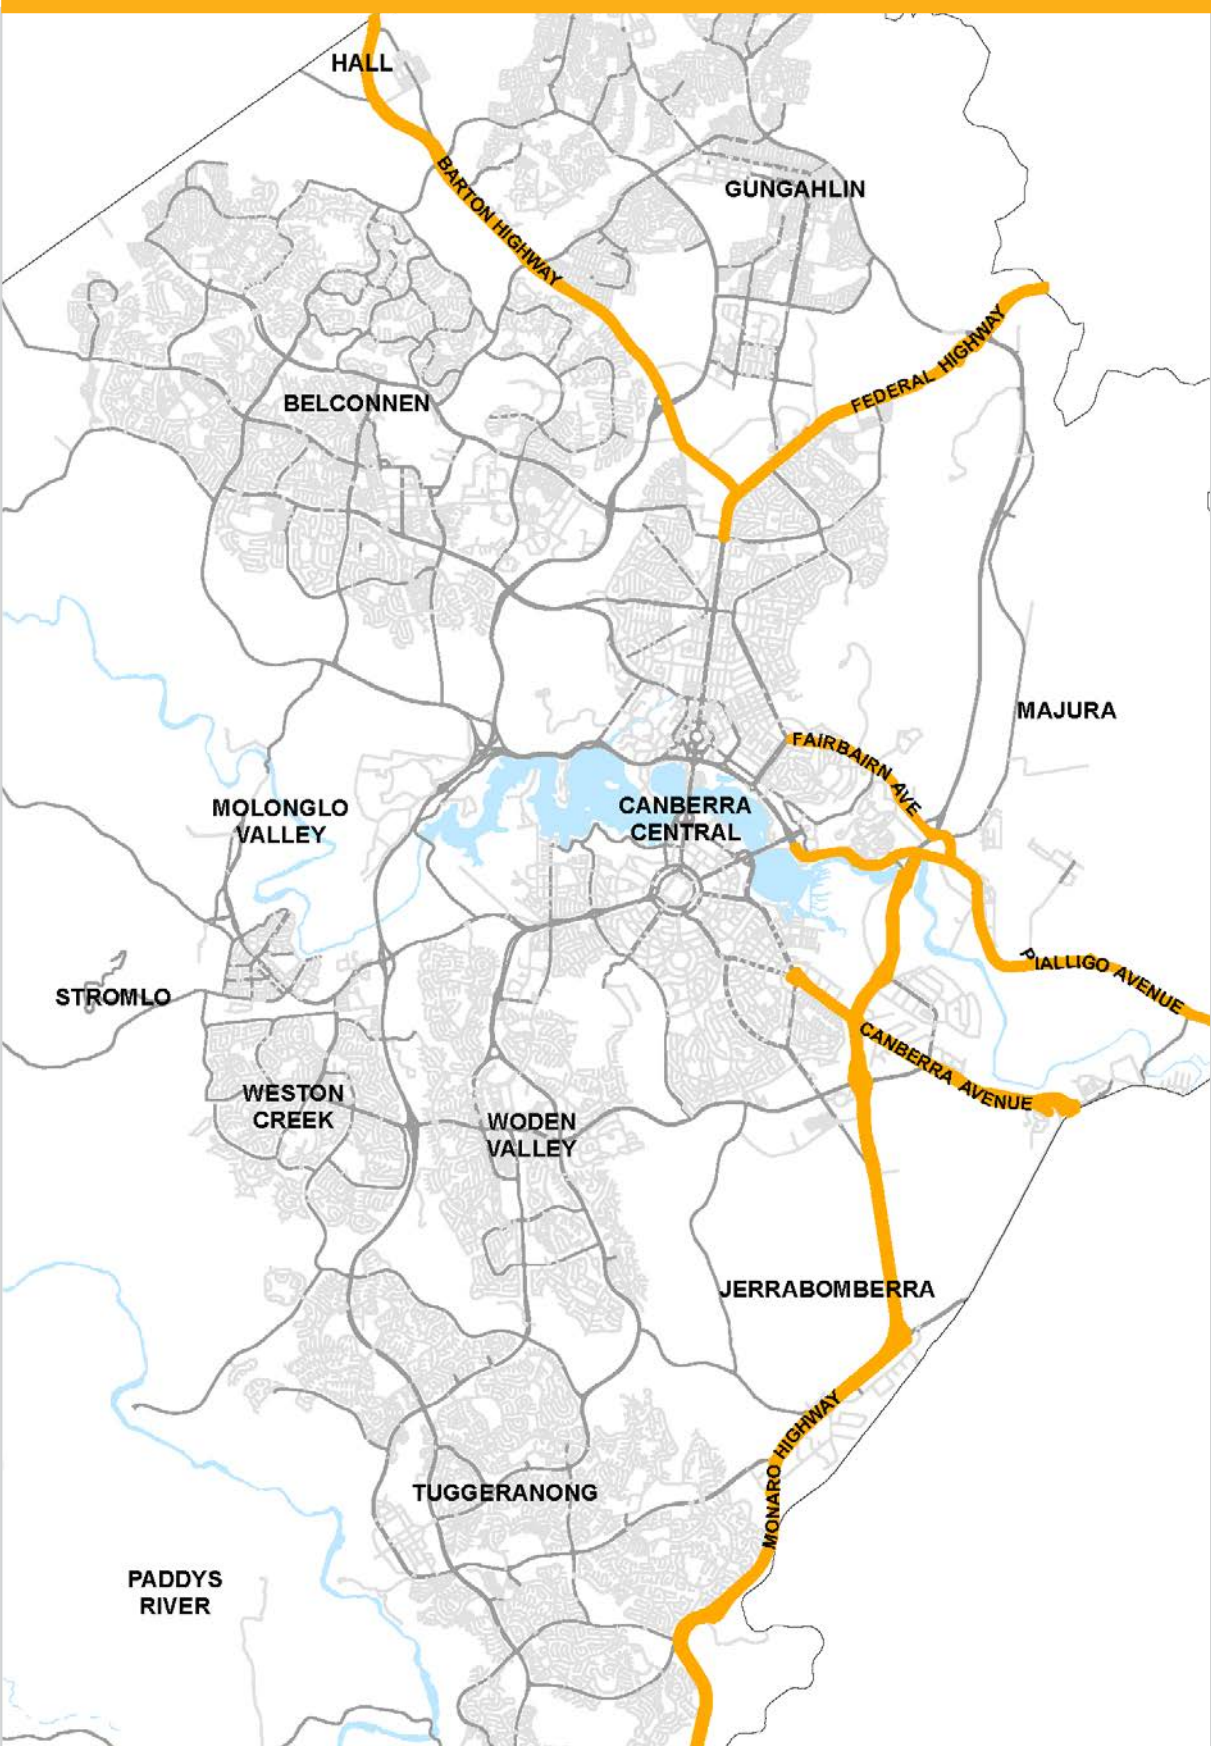 HALL
BARTON HIGHWAY
GUNGAHLIN
FEDERAL HIGHWAY
BELCONNEN
MAJURA
FAIRBAIRN AVE
MOLONGLO
VALLEY
CANBERRA
CENTRAL
PIALLIGO AVENUE
STROMLO
CANBERRA AVENUE
WESTON
CREEK
WODEN
VALLEY
JERRABOMBERRA
MONARO HIGHWAY
TUGGERANONG
PADDYS
RIVER